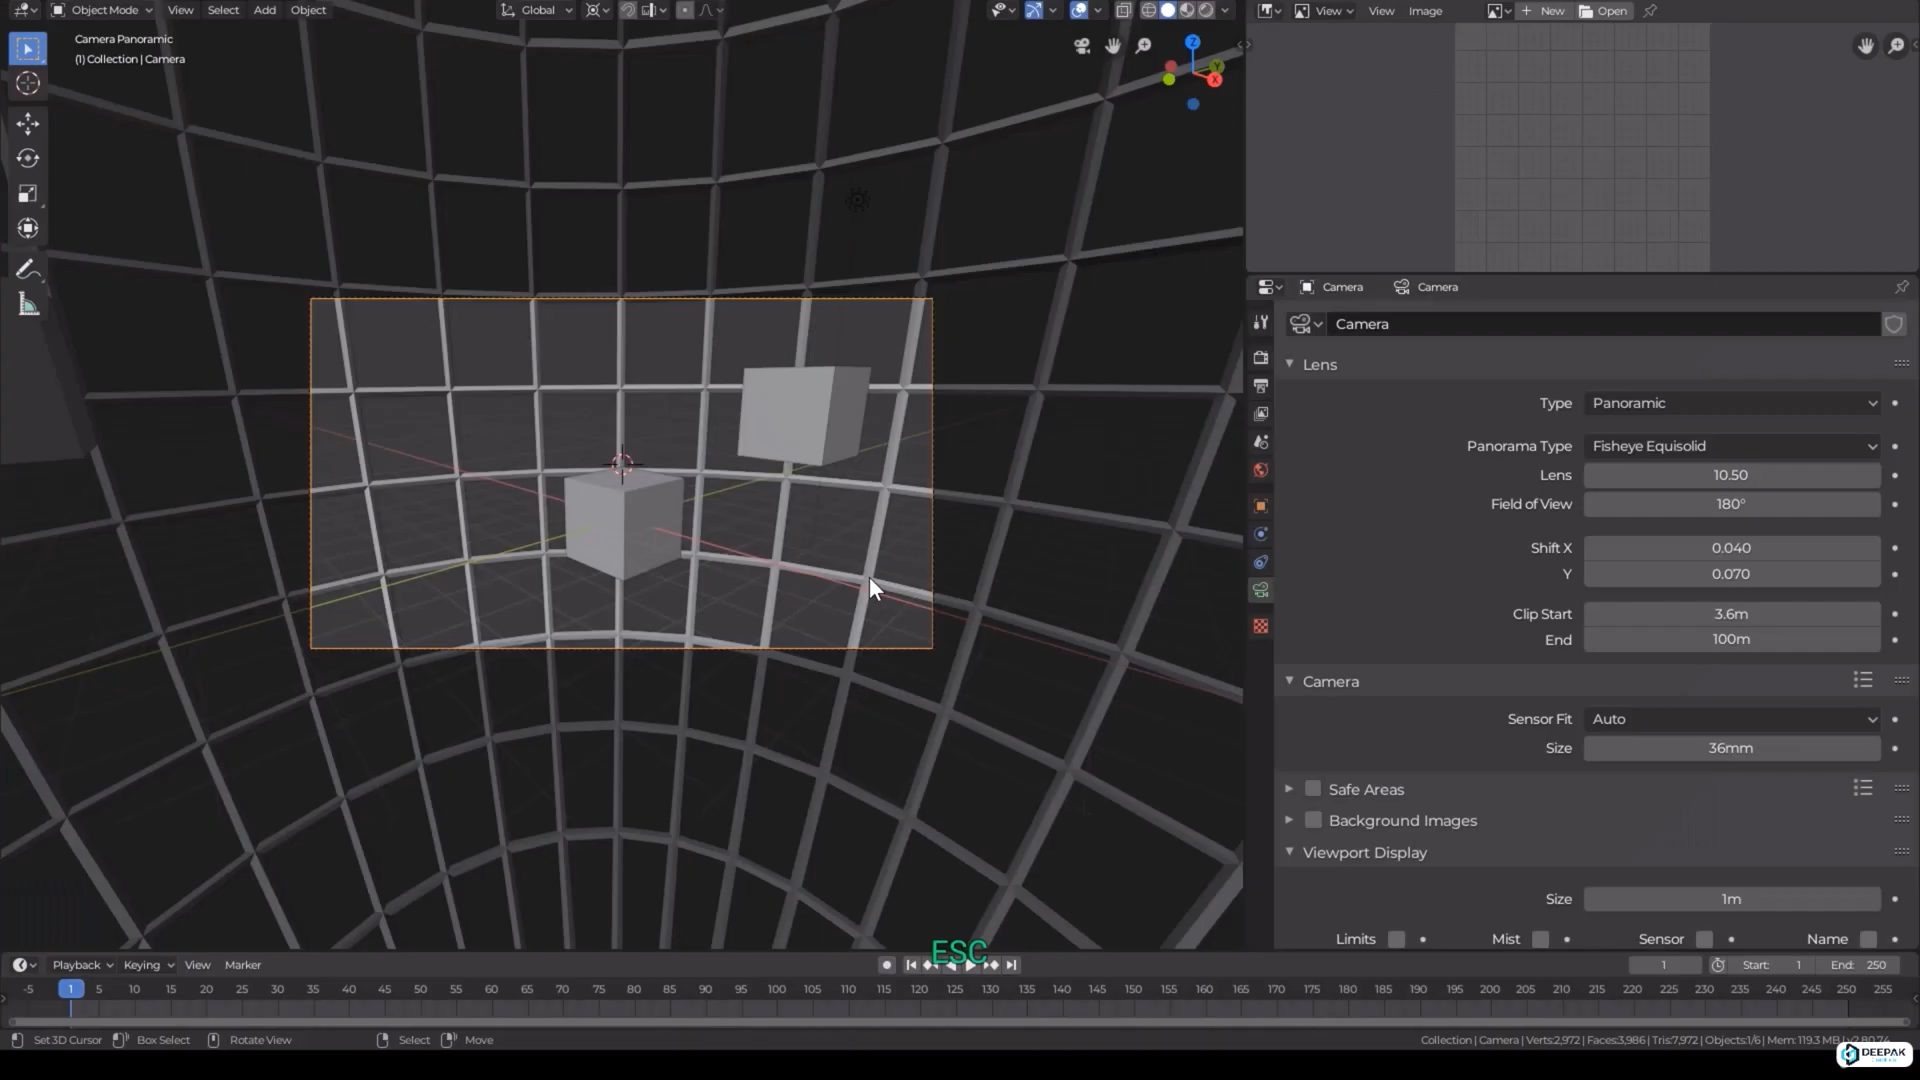 Object Mode View Select Add Object Global View View Image New Open
Camera Panoramic
(1) Collection | Camera
Z
Y
X
Camera Camera
Camera
Lens
Type Panoramic
Panorama Type Fisheye Equisolid
Lens 10.50
Field of View 180°
Shift X 0.040
Y 0.070
Clip Start 3.6m
End 100m
Camera
Sensor Fit Auto
Size 36mm
Safe Areas
Background Images
Viewport Display
Size 1m
Limits Mist Sensor Name
ESC
Playback Keying View Marker 1 Start: 1 End: 250
-5 1 5 10 15 20 25 30 35 40 45 50 55 60 65 70 75 80 85 90 95 100 105 110 115 120 125 130 135 140 145 150 155 160 165 170 175 180 185 190 195 200 205 210 215 220 225 230 235 240 245 250 255
Set 3D Cursor Box Select Rotate View Select Move Collection | Camera | Verts:2,972 | Faces:3,986 | Tris:7,972 | Objects:1/6 | Mem: 119.3 MB | v2.80.74
DEEPAK